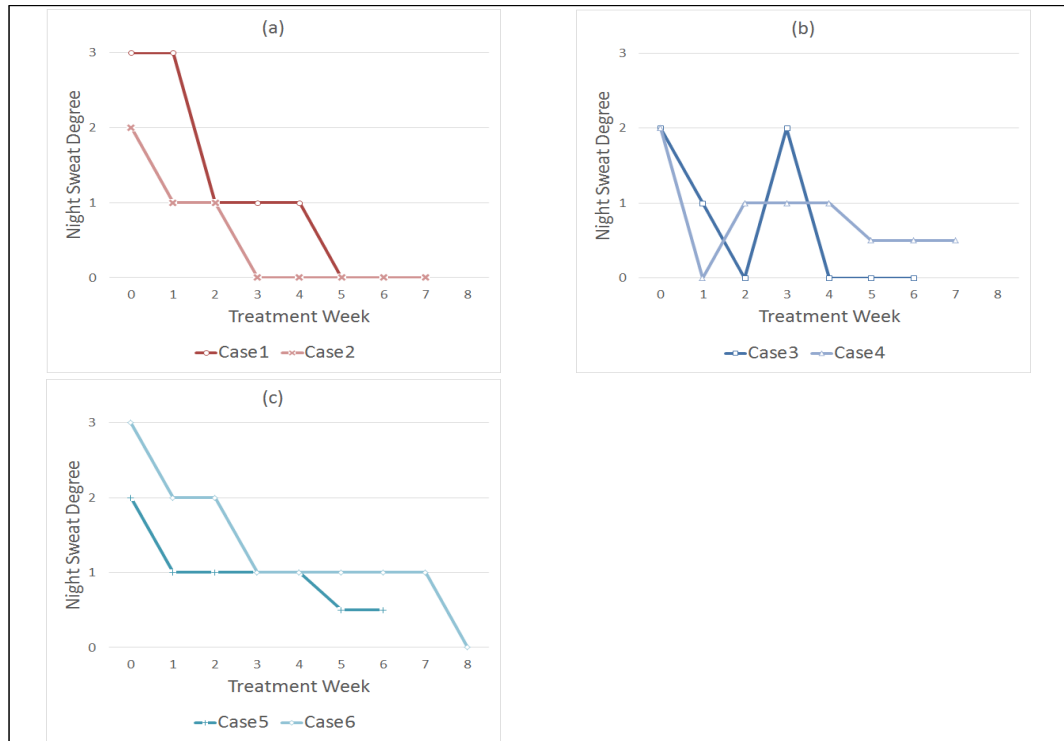 (a)
Night Sweat Degree
3
2
1
0
0 1 2 3 4 5 6 7 8
Treatment Week
Case1 Case2
(b)
Night Sweat Degree
3
2
1
0
0 1 2 3 4 5 6 7 8
Treatment Week
Case3 Case4
(c)
Night Sweat Degree
3
2
1
0
0 1 2 3 4 5 6 7 8
Treatment Week
Case5 Case6